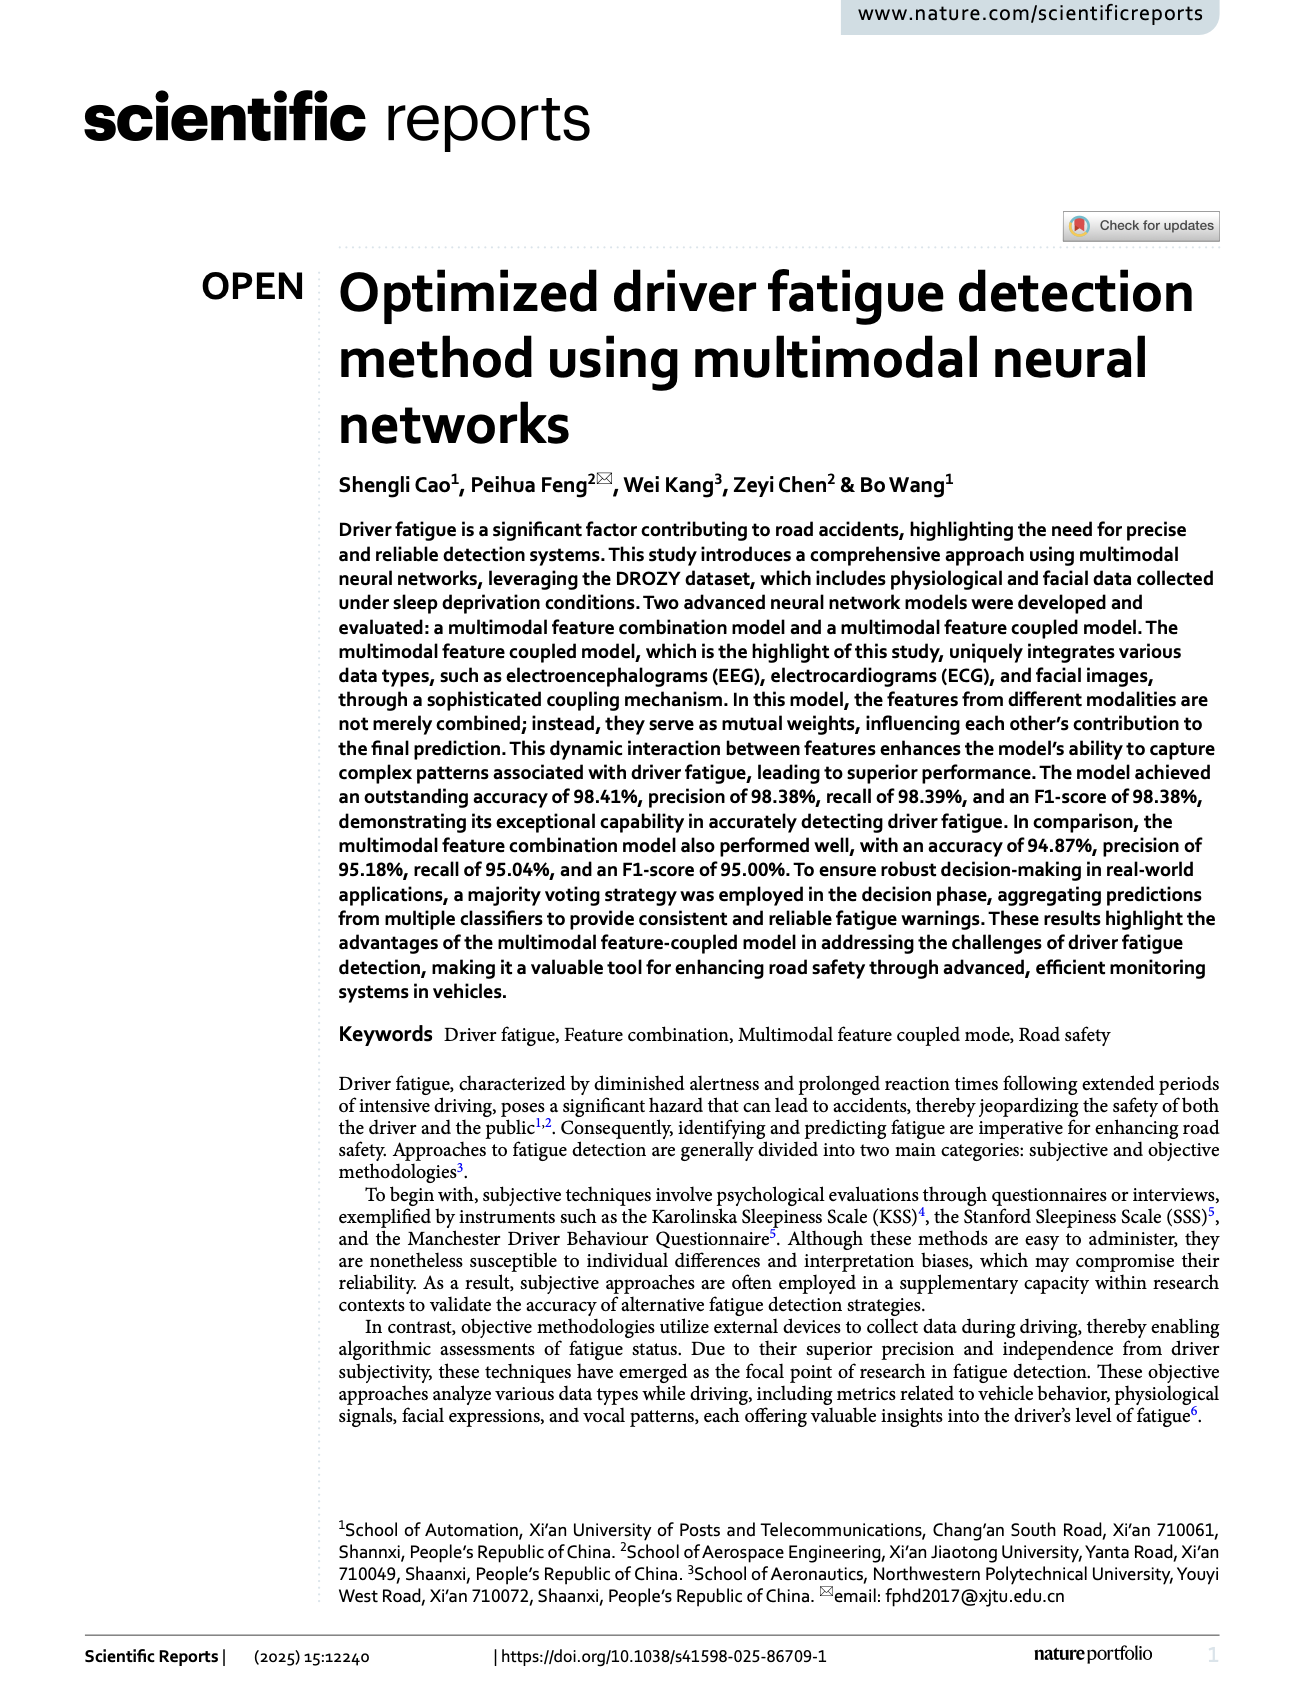 www.nature.com/scientificreports
scientific reports
Check for updates
OPEN
Optimized driver fatigue detection
method using multimodal neural
networks
Shengli Cao1, Peihua Feng2✉, Wei Kang3, Zeyi Chen2 & Bo Wang1
Driver fatigue is a significant factor contributing to road accidents, highlighting the need for precise
and reliable detection systems. This study introduces a comprehensive approach using multimodal
neural networks, leveraging the DROZY dataset, which includes physiological and facial data collected
under sleep deprivation conditions. Two advanced neural network models were developed and
evaluated: a multimodal feature combination model and a multimodal feature coupled model. The
multimodal feature coupled model, which is the highlight of this study, uniquely integrates various
data types, such as electroencephalograms (EEG), electrocardiograms (ECG), and facial images,
through a sophisticated coupling mechanism. In this model, the features from different modalities are
not merely combined; instead, they serve as mutual weights, influencing each other's contribution to
the final prediction. This dynamic interaction between features enhances the model's ability to capture
complex patterns associated with driver fatigue, leading to superior performance. The model achieved
an outstanding accuracy of 98.41%, precision of 98.38%, recall of 98.39%, and an F1-score of 98.38%,
demonstrating its exceptional capability in accurately detecting driver fatigue. In comparison, the
multimodal feature combination model also performed well, with an accuracy of 94.87%, precision of
95.18%, recall of 95.04%, and an F1-score of 95.00%. To ensure robust decision-making in real-world
applications, a majority voting strategy was employed in the decision phase, aggregating predictions
from multiple classifiers to provide consistent and reliable fatigue warnings. These results highlight the
advantages of the multimodal feature-coupled model in addressing the challenges of driver fatigue
detection, making it a valuable tool for enhancing road safety through advanced, efficient monitoring
systems in vehicles.
Keywords Driver fatigue, Feature combination, Multimodal feature coupled mode, Road safety
Driver fatigue, characterized by diminished alertness and prolonged reaction times following extended periods
of intensive driving, poses a significant hazard that can lead to accidents, thereby jeopardizing the safety of both
the driver and the public1,2. Consequently, identifying and predicting fatigue are imperative for enhancing road
safety. Approaches to fatigue detection are generally divided into two main categories: subjective and objective
methodologies3.
To begin with, subjective techniques involve psychological evaluations through questionnaires or interviews,
exemplified by instruments such as the Karolinska Sleepiness Scale (KSS)4, the Stanford Sleepiness Scale (SSS)5,
and the Manchester Driver Behaviour Questionnaire5. Although these methods are easy to administer, they
are nonetheless susceptible to individual differences and interpretation biases, which may compromise their
reliability. As a result, subjective approaches are often employed in a supplementary capacity within research
contexts to validate the accuracy of alternative fatigue detection strategies.
In contrast, objective methodologies utilize external devices to collect data during driving, thereby enabling
algorithmic assessments of fatigue status. Due to their superior precision and independence from driver
subjectivity, these techniques have emerged as the focal point of research in fatigue detection. These objective
approaches analyze various data types while driving, including metrics related to vehicle behavior, physiological
signals, facial expressions, and vocal patterns, each offering valuable insights into the driver's level of fatigue6.
1School of Automation, Xi'an University of Posts and Telecommunications, Chang'an South Road, Xi'an 710061,
Shannxi, People's Republic of China. 2School of Aerospace Engineering, Xi'an Jiaotong University, Yanta Road, Xi'an
710049, Shaanxi, People's Republic of China. 3School of Aeronautics, Northwestern Polytechnical University, Youyi
West Road, Xi'an 710072, Shaanxi, People's Republic of China. ✉email: fphd2017@xjtu.edu.cn
Scientific Reports | (2025) 15:12240 | https://doi.org/10.1038/s41598-025-86709-1 natureportfolio 1